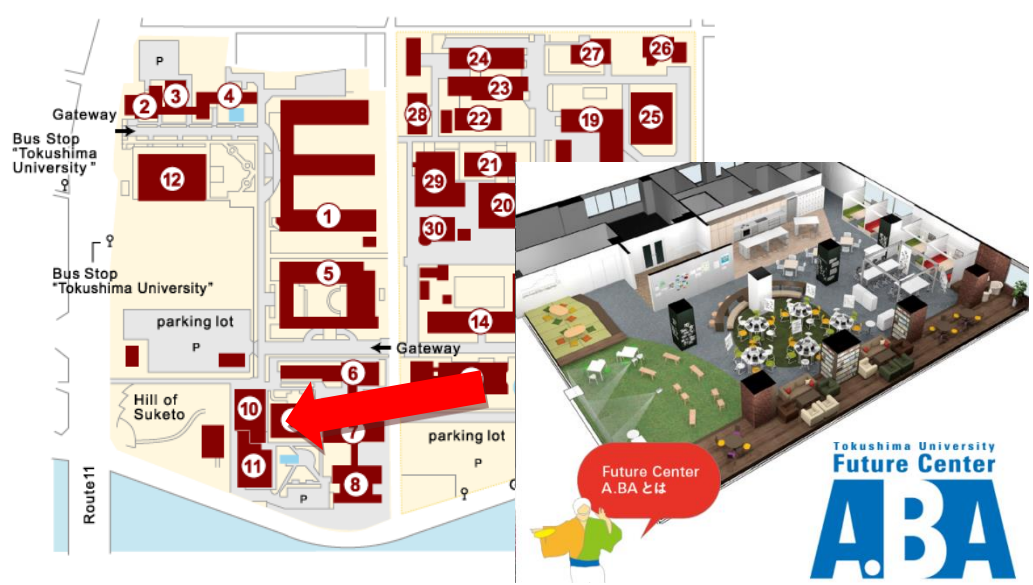 P
2
3
4
Gateway
Bus Stop
"Tokushima
University "
12
1
Bus Stop
"Tokushima University"
5
parking lot
P
Gateway
6
Hill of
Suketo
10
7
11
8
P
Route11
24
27
26
23
28
22
19
25
21
29
20
30
14
parking lot
P
Future Center
A.BA とは
Tokushima University
Future Center
A.BA